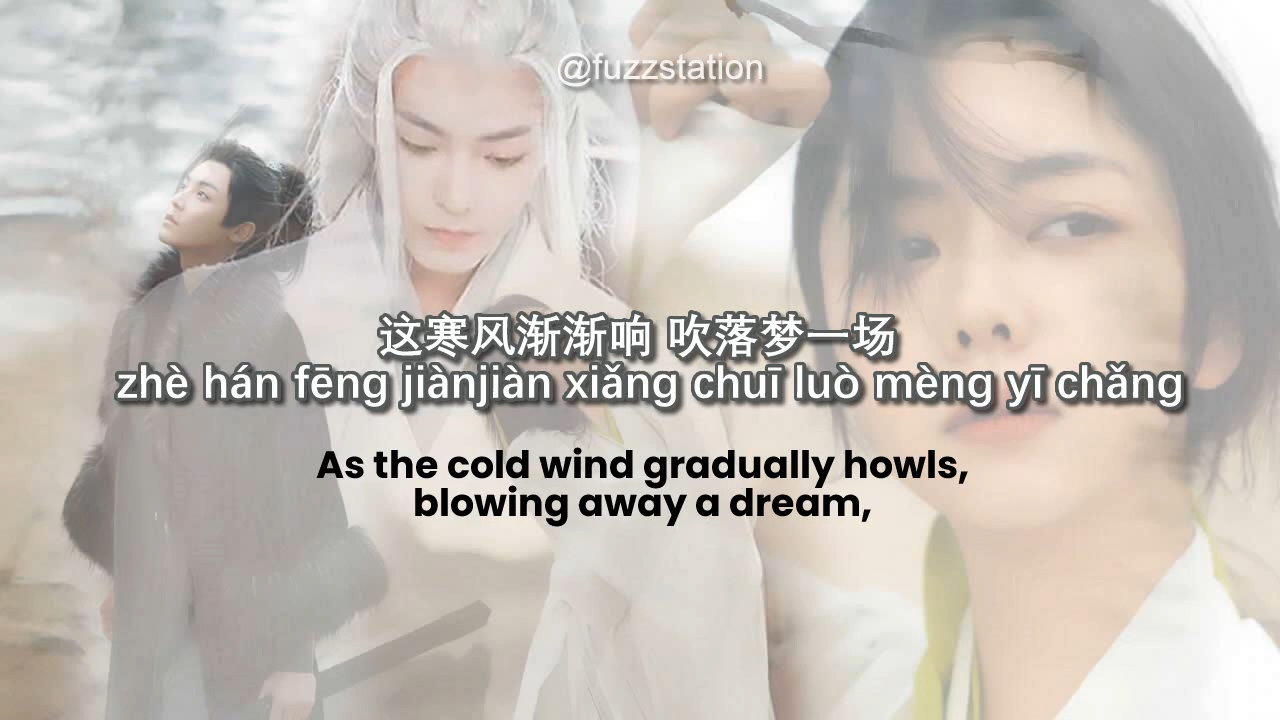 @fuzzstation
这寒风渐渐响 吹落梦一场
zhè hán fēng jiànjiàn xiǎng chuī luò mèng yī chǎng
As the cold wind gradually howls,
blowing away a dream,